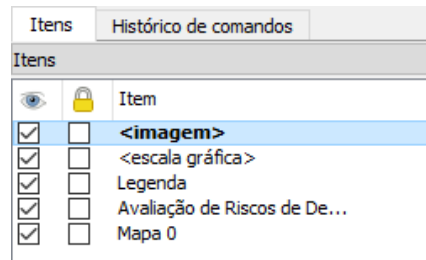 Itens Histórico de comandos
Itens
Item
<imagem>
<escala gráfica>
Legenda
Avaliação de Riscos de De...
Mapa 0